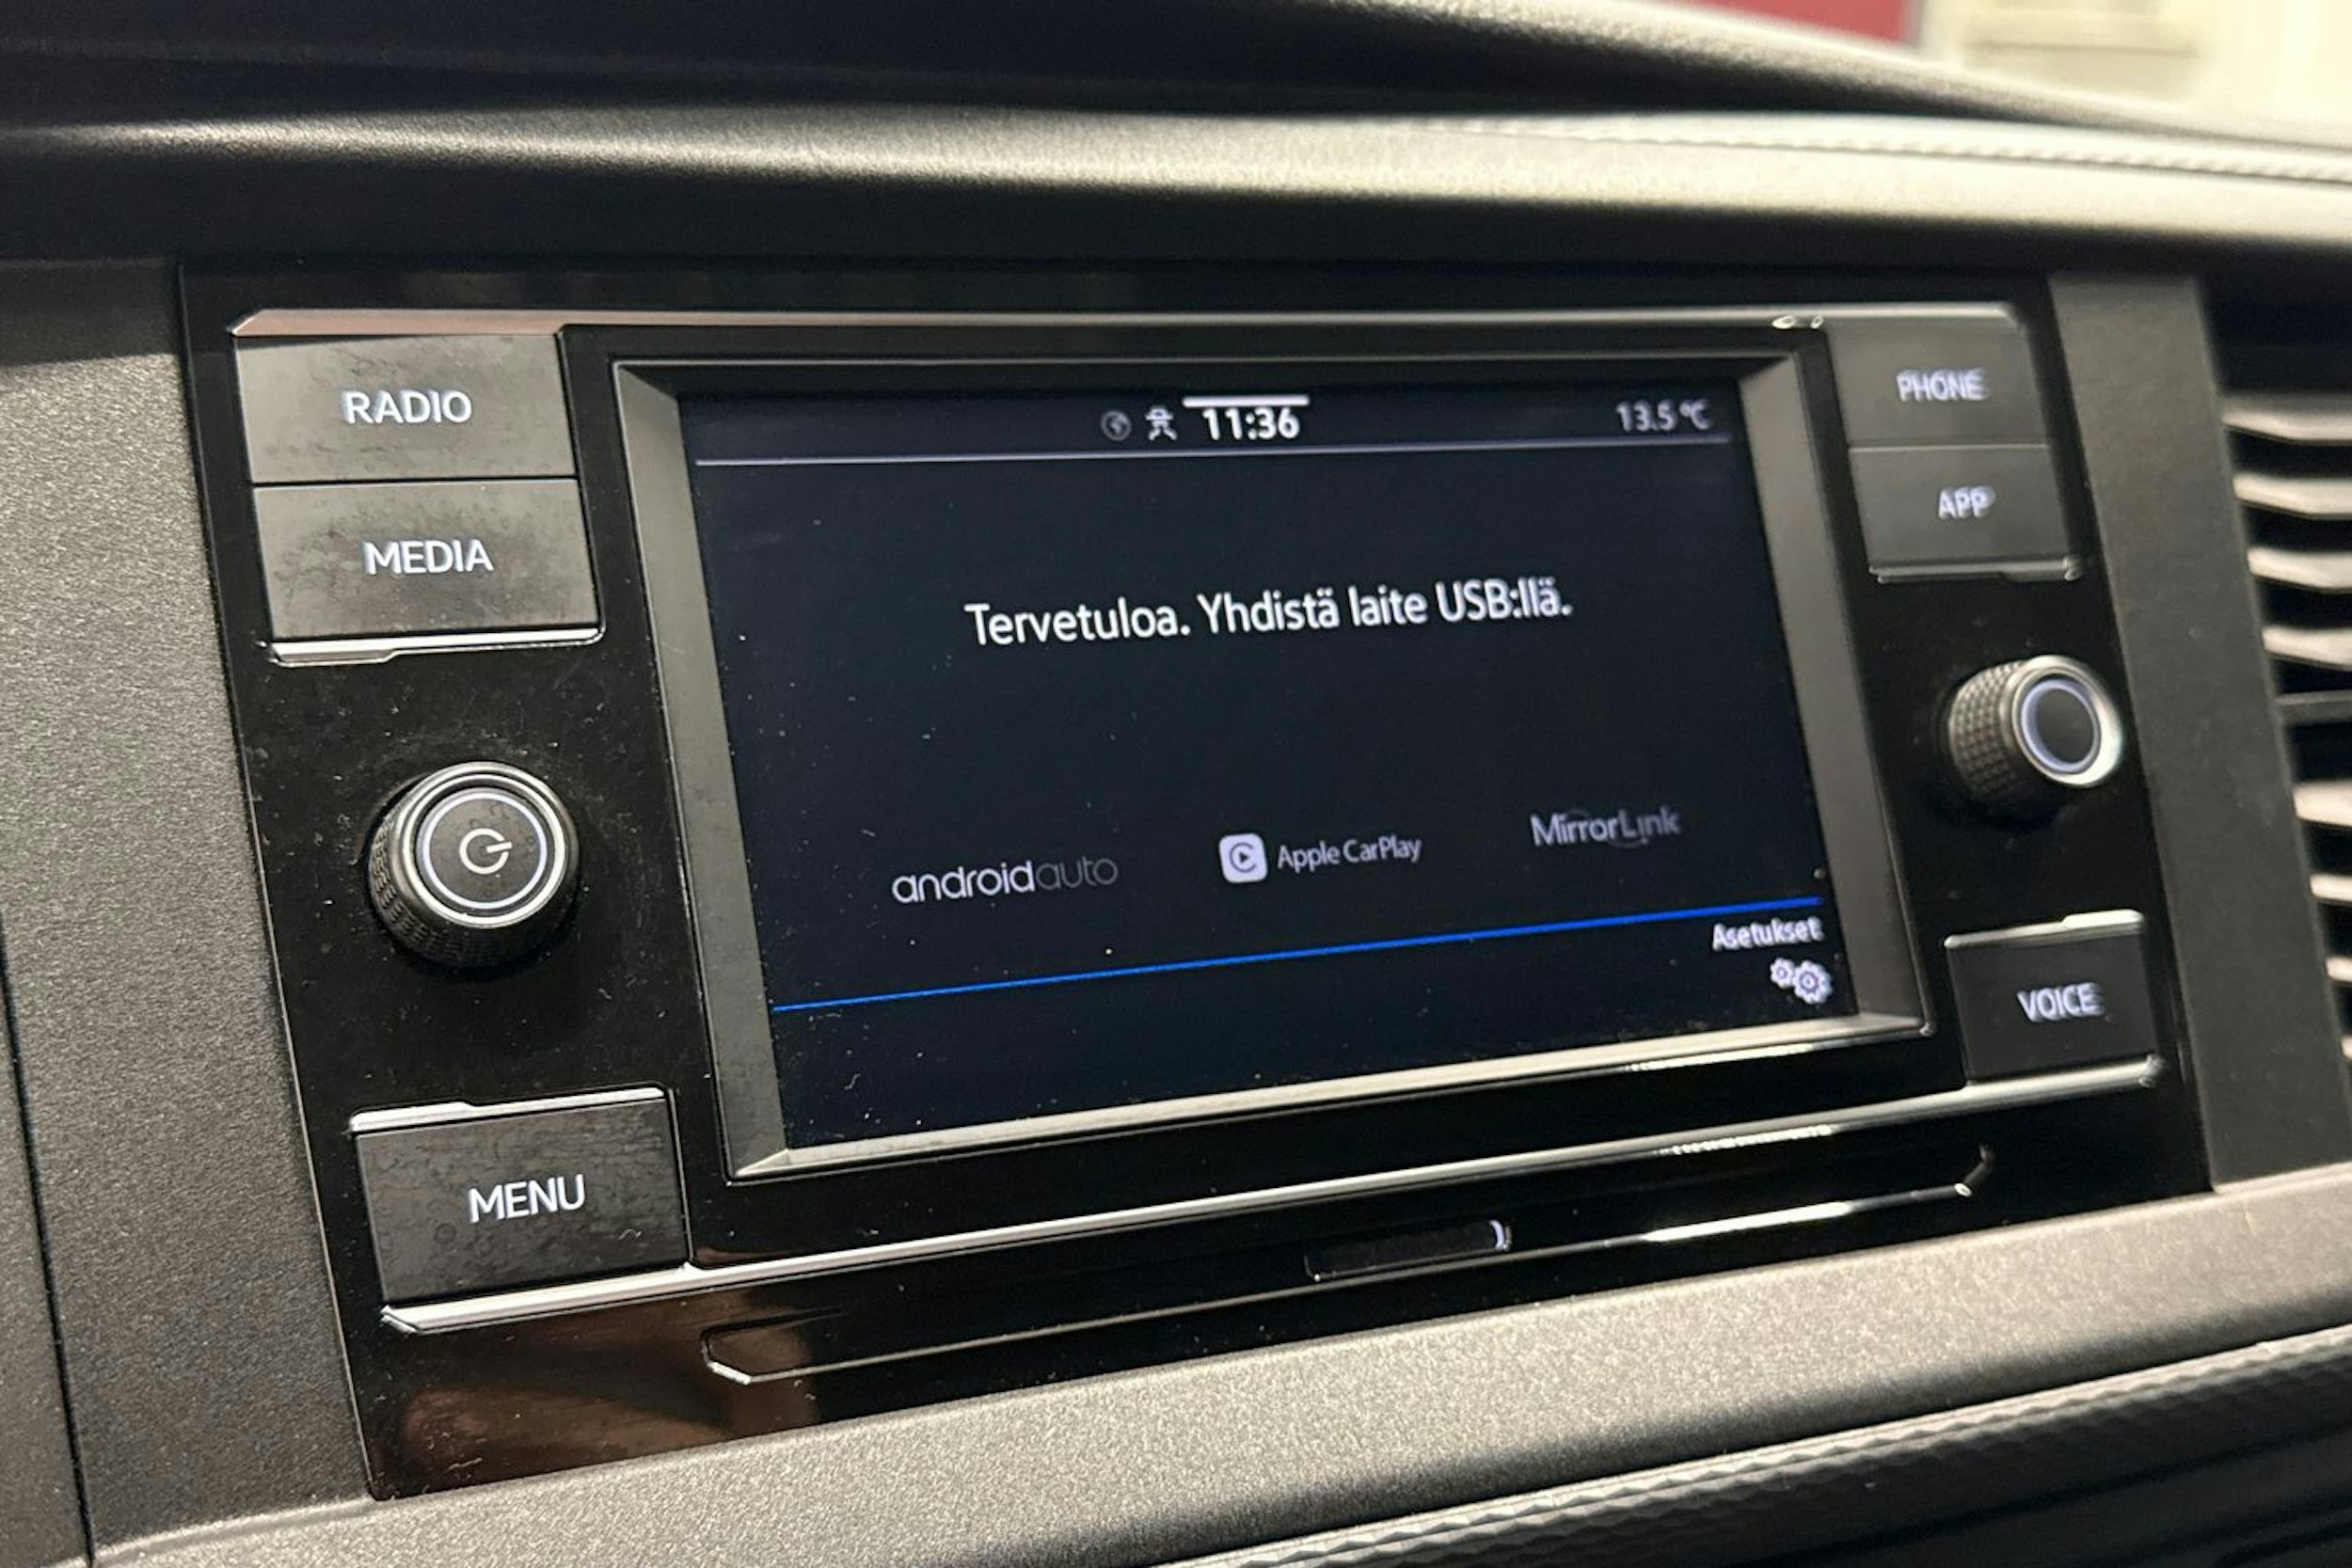 RADIO
MEDIA
MENU
11:36
13.5 °C
Tervetuloa. Yhdistä laite USB:llä.
androidauto
Apple CarPlay
MirrorLink
Asetukset
PHONE
APP
VOICE